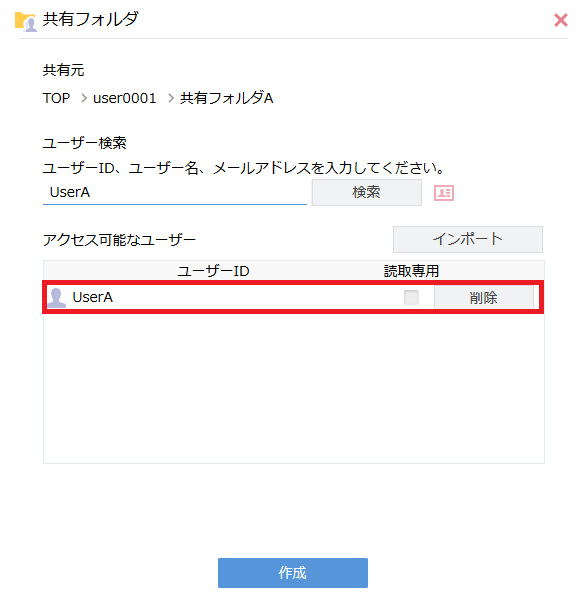 共有フォルダ
共有元
TOP > user0001 > 共有フォルダA
ユーザー検索
ユーザーID、ユーザー名、メールアドレスを入力してください。
UserA 検索
アクセス可能なユーザー インポート
ユーザーID 読取専用
UserA 削除
作成